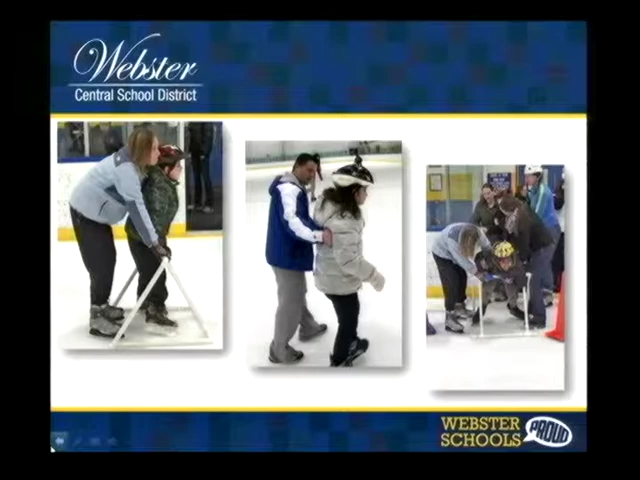 Webster
Central School District
WEBSTER
SCHOOLS
PROUD